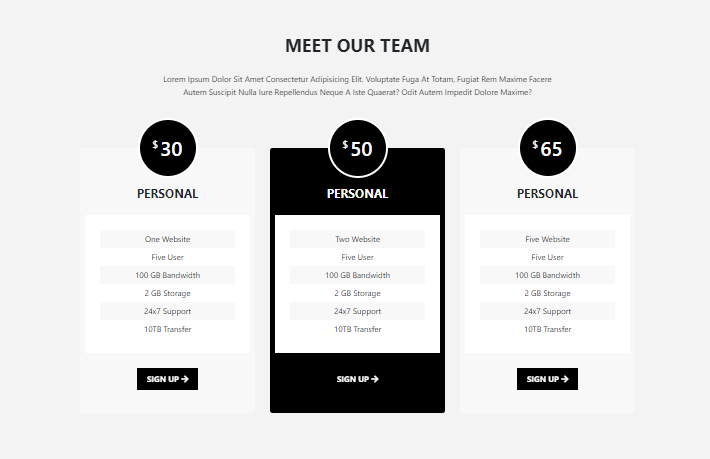 MEET OUR TEAM
Lorem Ipsum Dolor Sit Amet Consectetur Adipisicing Elit. Voluptate Fuga At Totam, Fugiat Rem Maxime Facere
Autem Suscipit Nulla Iure Repellendus Neque A Iste Quaerat? Odit Autem Impedit Dolore Maxime?
$30
PERSONAL
One Website
Five User
100 GB Bandwidth
2 GB Storage
24x7 Support
10TB Transfer
SIGN UP →
$50
PERSONAL
Two Website
Five User
100 GB Bandwidth
2 GB Storage
24x7 Support
10TB Transfer
SIGN UP →
$65
PERSONAL
Five Website
Five User
100 GB Bandwidth
2 GB Storage
24x7 Support
10TB Transfer
SIGN UP →